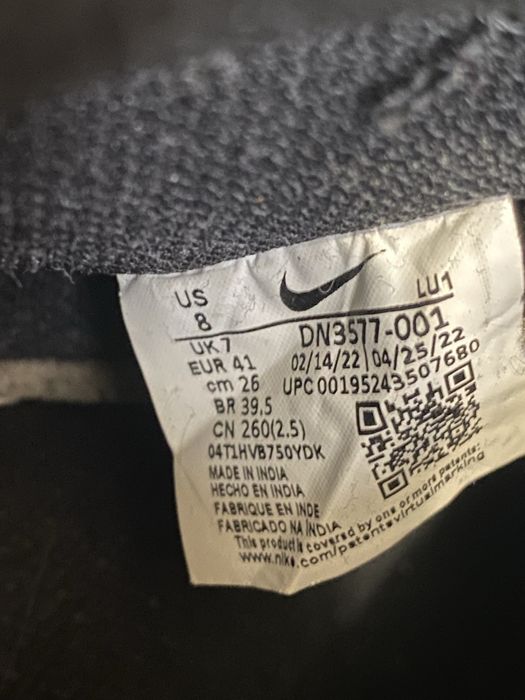 US
8
LU1
UK 7
EUR 41
cm 26
BR 39,5
CN 260(2.5)
04T1HVB750YDK
DN3577-001
02/14/22 | 04/25/22
UPC 00195243507680
MADE IN INDIA
HECHO EN INDIA
FABRIQUE EN INDE
FABRICADO NA INDIA
This product is covered by one or more patents:
www.nike.com/patentsvirtualmarking